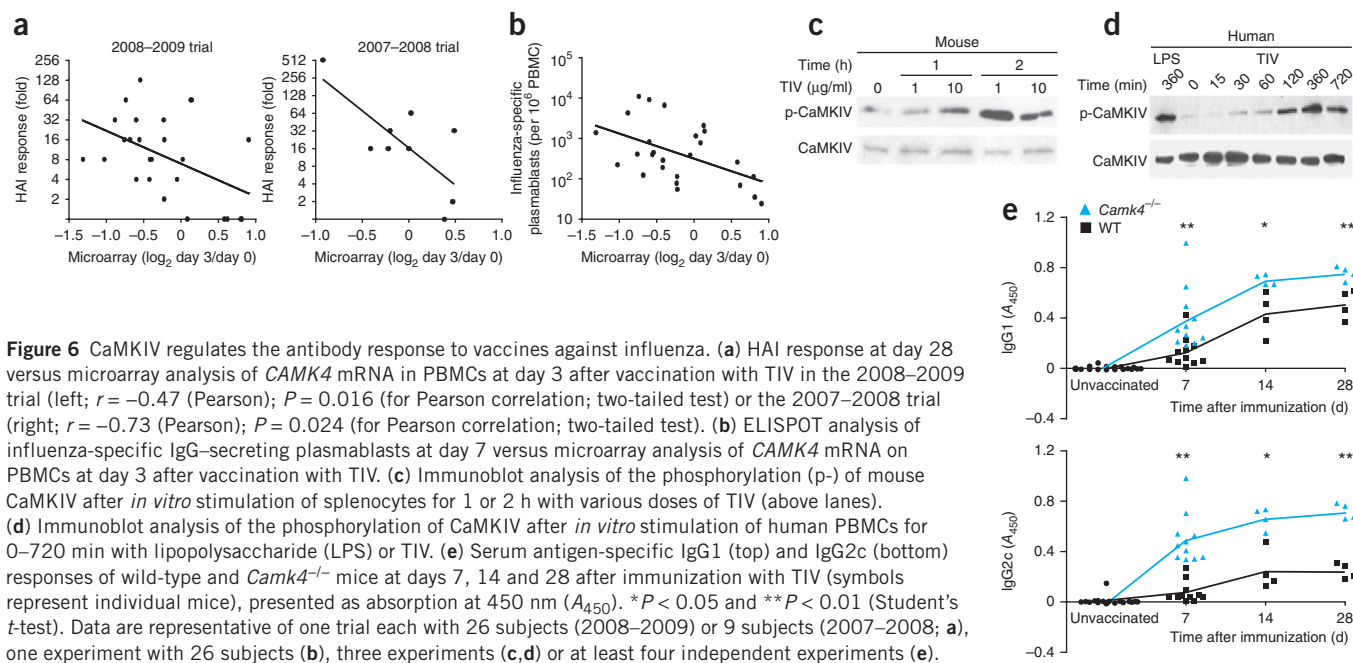 a
2008–2009 trial
HAI response (fold)
256
128
64
32
16
8
4
2
–1.5 –1.0 –0.5 0 0.5 1.0
Microarray (log2 day 3/day 0)
2007–2008 trial
HAI response (fold)
512
256
128
64
32
16
8
4
2
–1.0 –0.5 0 0.5 1.0
Microarray (log2 day 3/day 0)
b
Influenza-specific
plasmablasts (per 10^6 PBMC)
10^5
10^4
10^3
10^2
10
–1.5 –1.0 –0.5 0 0.5 1.0
Microarray (log2 day 3/day 0)
c
Mouse
Time (h) 1 2
TIV (μg/ml) 0 1 10 1 10
p-CaMKIV
CaMKIV
d
Human
LPS TIV
Time (min) 360 0 15 30 60 120 360 720
p-CaMKIV
CaMKIV
e
Camk4–/–
WT
IgG1 (A450)
1.2
0.8
0.4
0
–0.4
** * **
Unvaccinated 7 14 28
Time after immunization (d)
IgG2c (A450)
1.2
0.8
0.4
0
–0.4
** * **
Unvaccinated 7 14 28
Time after immunization (d)
Figure 6 CaMKIV regulates the antibody response to vaccines against influenza. (a) HAI response at day 28
versus microarray analysis of CAMK4 mRNA in PBMCs at day 3 after vaccination with TIV in the 2008–2009
trial (left; r = –0.47 (Pearson); P = 0.016 (for Pearson correlation; two-tailed test) or the 2007–2008 trial
(right; r = –0.73 (Pearson); P = 0.024 (for Pearson correlation; two-tailed test). (b) ELISPOT analysis of
influenza-specific IgG–secreting plasmablasts at day 7 versus microarray analysis of CAMK4 mRNA on
PBMCs at day 3 after vaccination with TIV. (c) Immunoblot analysis of the phosphorylation (p-) of mouse
CaMKIV after in vitro stimulation of splenocytes for 1 or 2 h with various doses of TIV (above lanes).
(d) Immunoblot analysis of the phosphorylation of CaMKIV after in vitro stimulation of human PBMCs for
0–720 min with lipopolysaccharide (LPS) or TIV. (e) Serum antigen-specific IgG1 (top) and IgG2c (bottom)
responses of wild-type and Camk4–/– mice at days 7, 14 and 28 after immunization with TIV (symbols
represent individual mice), presented as absorption at 450 nm (A450). *P < 0.05 and **P < 0.01 (Student's
t-test). Data are representative of one trial each with 26 subjects (2008–2009) or 9 subjects (2007–2008; a),
one experiment with 26 subjects (b), three experiments (c,d) or at least four independent experiments (e).